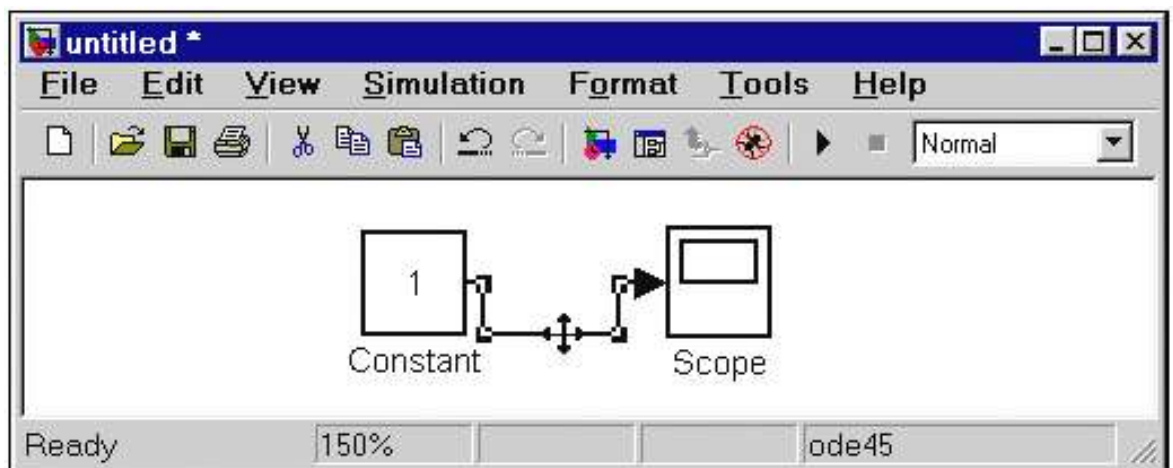 untitled *
File Edit View Simulation Format Tools Help
Normal
1
Constant Scope
Ready 150% ode45